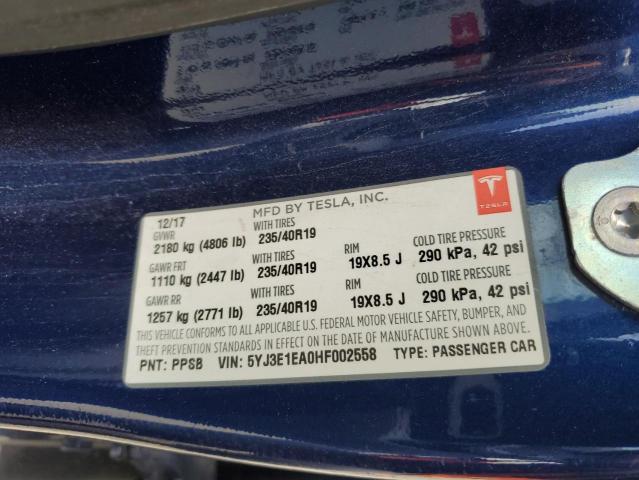 MFD BY TESLA, INC.
TESLA
12/17
GVWR WITH TIRES
2180 kg (4806 lb) 235/40R19
GAWR FRT WITH TIRES RIM COLD TIRE PRESSURE
1110 kg (2447 lb) 235/40R19 19X8.5 J 290 kPa, 42 psi
GAWR RR WITH TIRES RIM COLD TIRE PRESSURE
1257 kg (2771 lb) 235/40R19 19X8.5 J 290 kPa, 42 psi
THIS VEHICLE CONFORMS TO ALL APPLICABLE U.S. FEDERAL MOTOR VEHICLE SAFETY, BUMPER, AND
THEFT PREVENTION STANDARDS IN EFFECT ON THE DATE OF MANUFACTURE SHOWN ABOVE.
PNT: PPSB VIN: 5YJ3E1EA0HF002558 TYPE: PASSENGER CAR